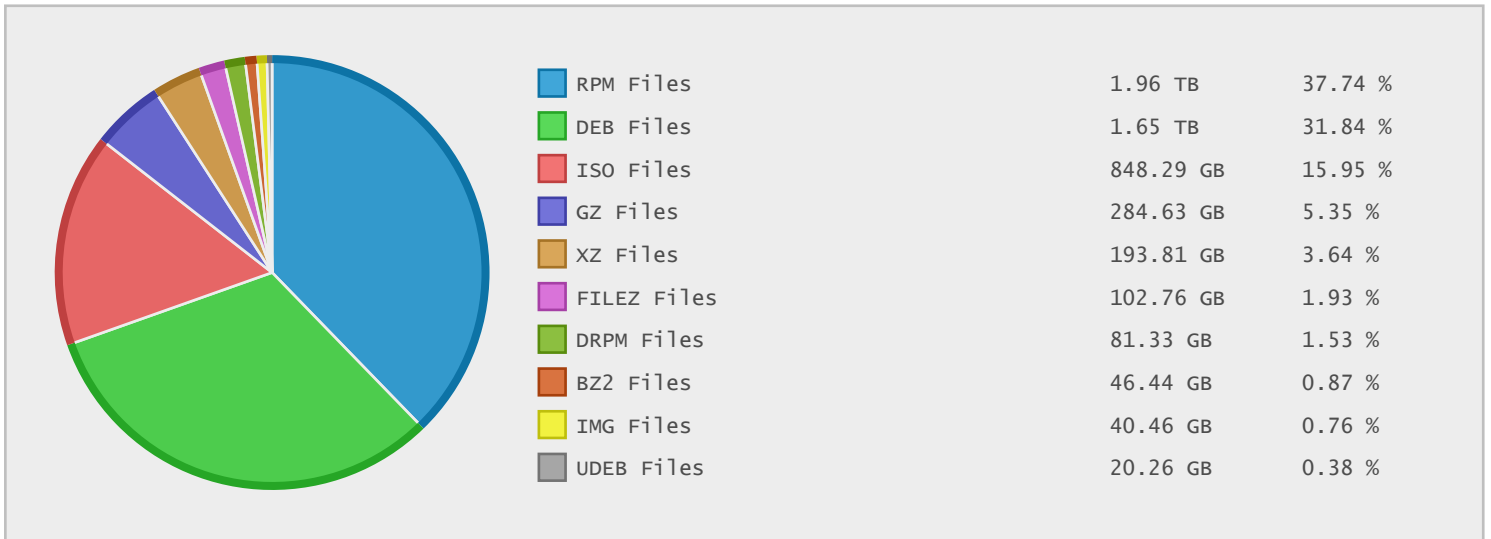 RPM Files 1.96 TB 37.74 %
DEB Files 1.65 TB 31.84 %
ISO Files 848.29 GB 15.95 %
GZ Files 284.63 GB 5.35 %
XZ Files 193.81 GB 3.64 %
FILEZ Files 102.76 GB 1.93 %
DRPM Files 81.33 GB 1.53 %
BZ2 Files 46.44 GB 0.87 %
IMG Files 40.46 GB 0.76 %
UDEB Files 20.26 GB 0.38 %